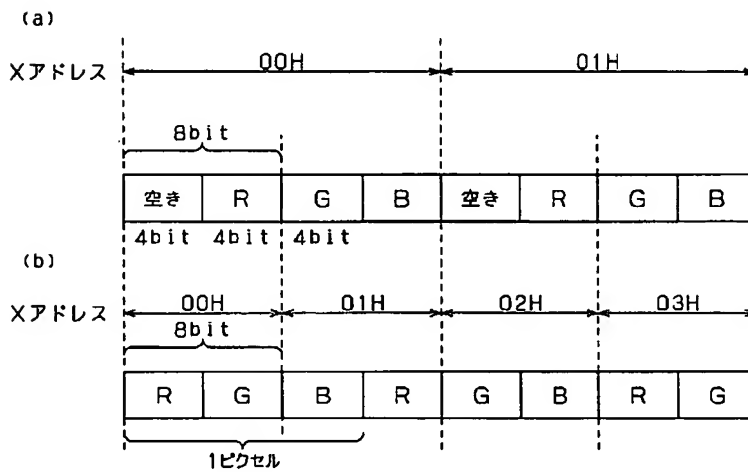 (a)
Xアドレス 00H 01H
8bit
空き R G B 空き R G B
4bit 4bit 4bit
(b)
Xアドレス 00H 01H 02H 03H
8bit
R G B R G B R G
1ピクセル